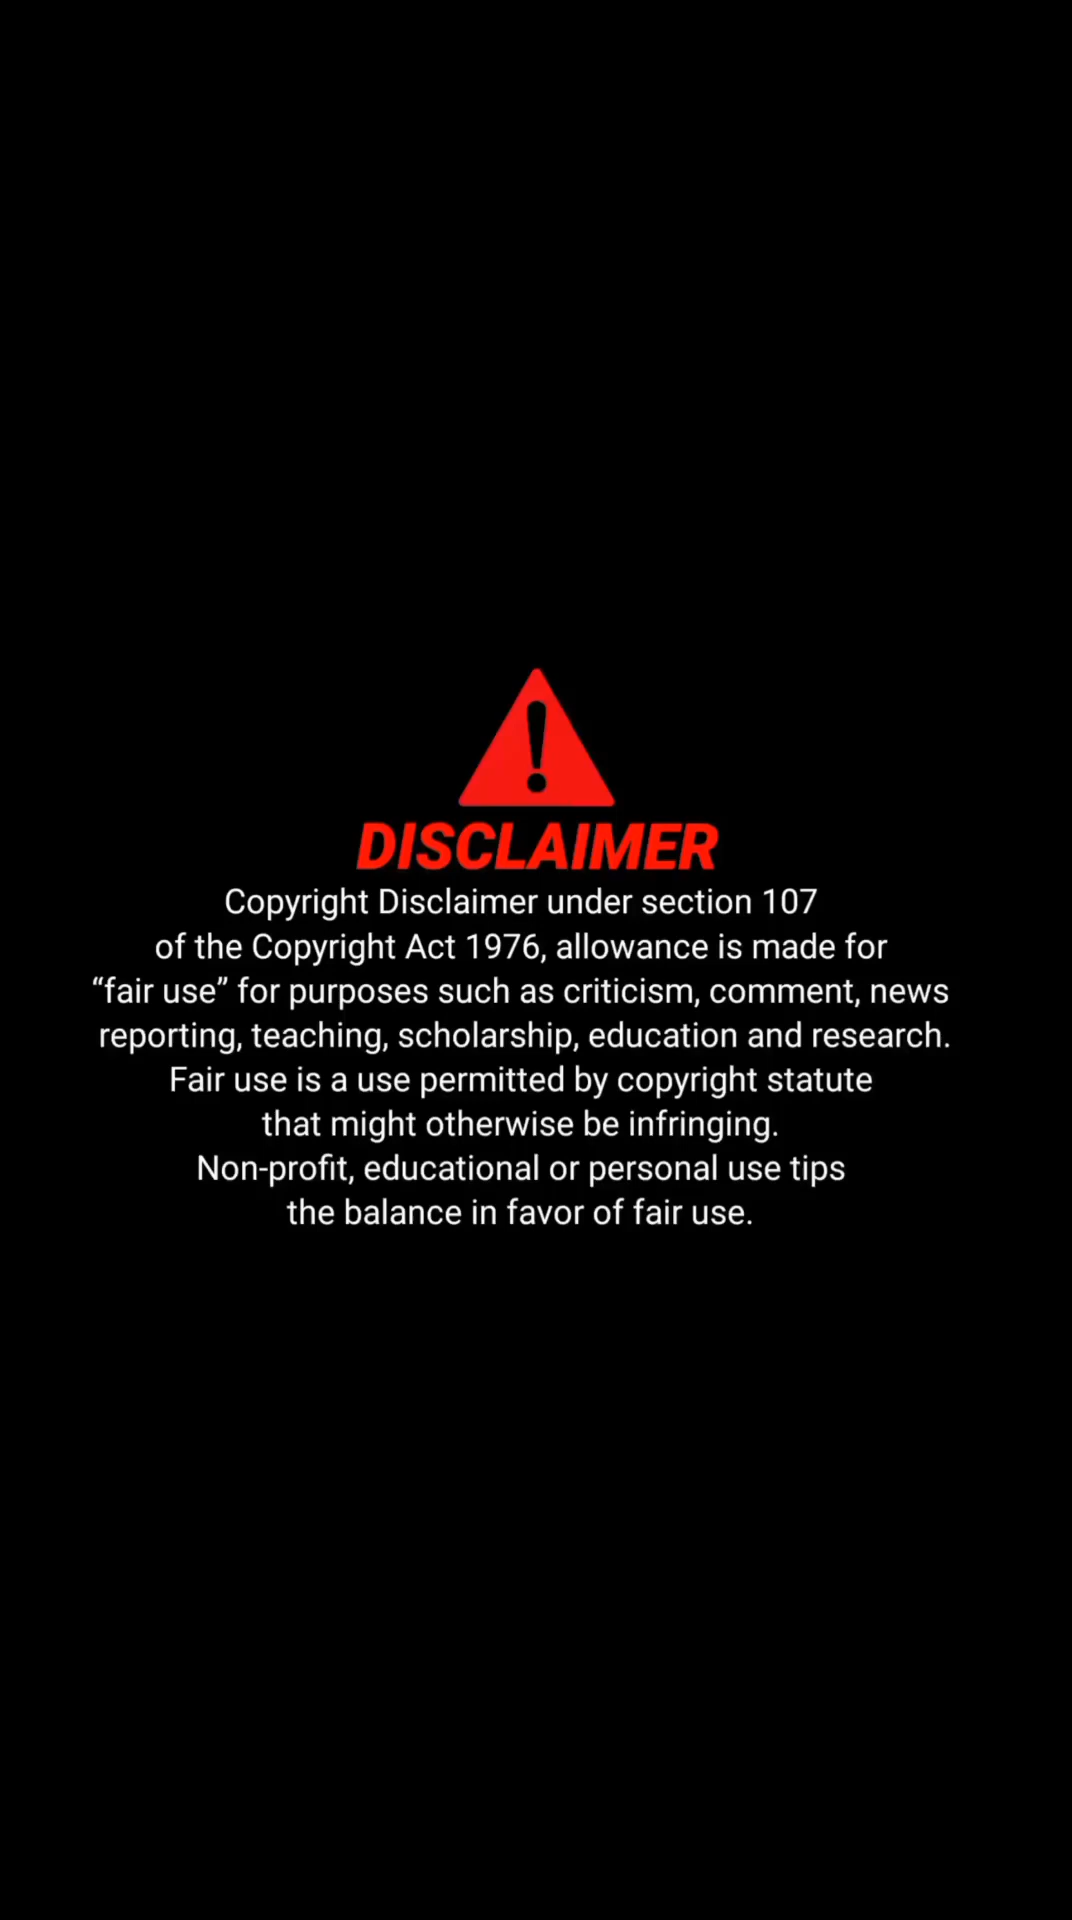 DISCLAIMER
Copyright Disclaimer under section 107
of the Copyright Act 1976, allowance is made for
“fair use” for purposes such as criticism, comment, news
reporting, teaching, scholarship, education and research.
Fair use is a use permitted by copyright statute
that might otherwise be infringing.
Non-profit, educational or personal use tips
the balance in favor of fair use.